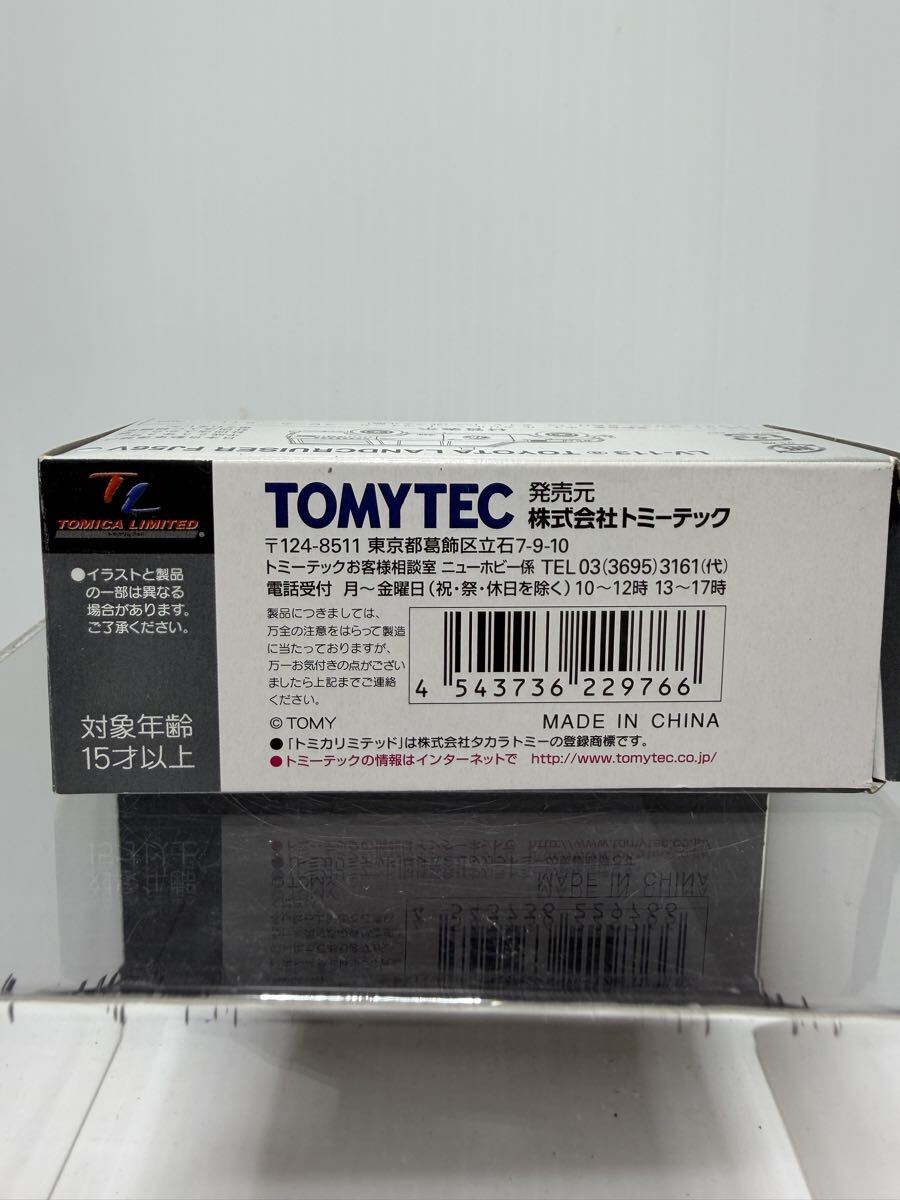 LV-113ⓐ TOYOTA LANDCRUISER FJ56V
TL
TOMICA LIMITED
●イラストと製品
の一部は異なる
場合があります。
ご了承ください。
対象年齢
15才以上
TOMYTEC
発売元
株式会社トミーテック
〒124-8511 東京都葛飾区立石7-9-10
トミーテックお客様相談室 ニューホビー係 TEL 03(3695)3161(代)
電話受付 月〜金曜日(祝・祭・休日を除く)10〜12時 13〜17時
製品につきましては、
万全の注意をはらって製造
に当たっておりますが、
万一お気付きの点がござい
ましたら上記までご連絡
ください。
4 543736 229766
© TOMY
MADE IN CHINA
●「トミカリミテッド」は株式会社タカラトミーの登録商標です。
●トミーテックの情報はインターネットで http://www.tomytec.co.jp/